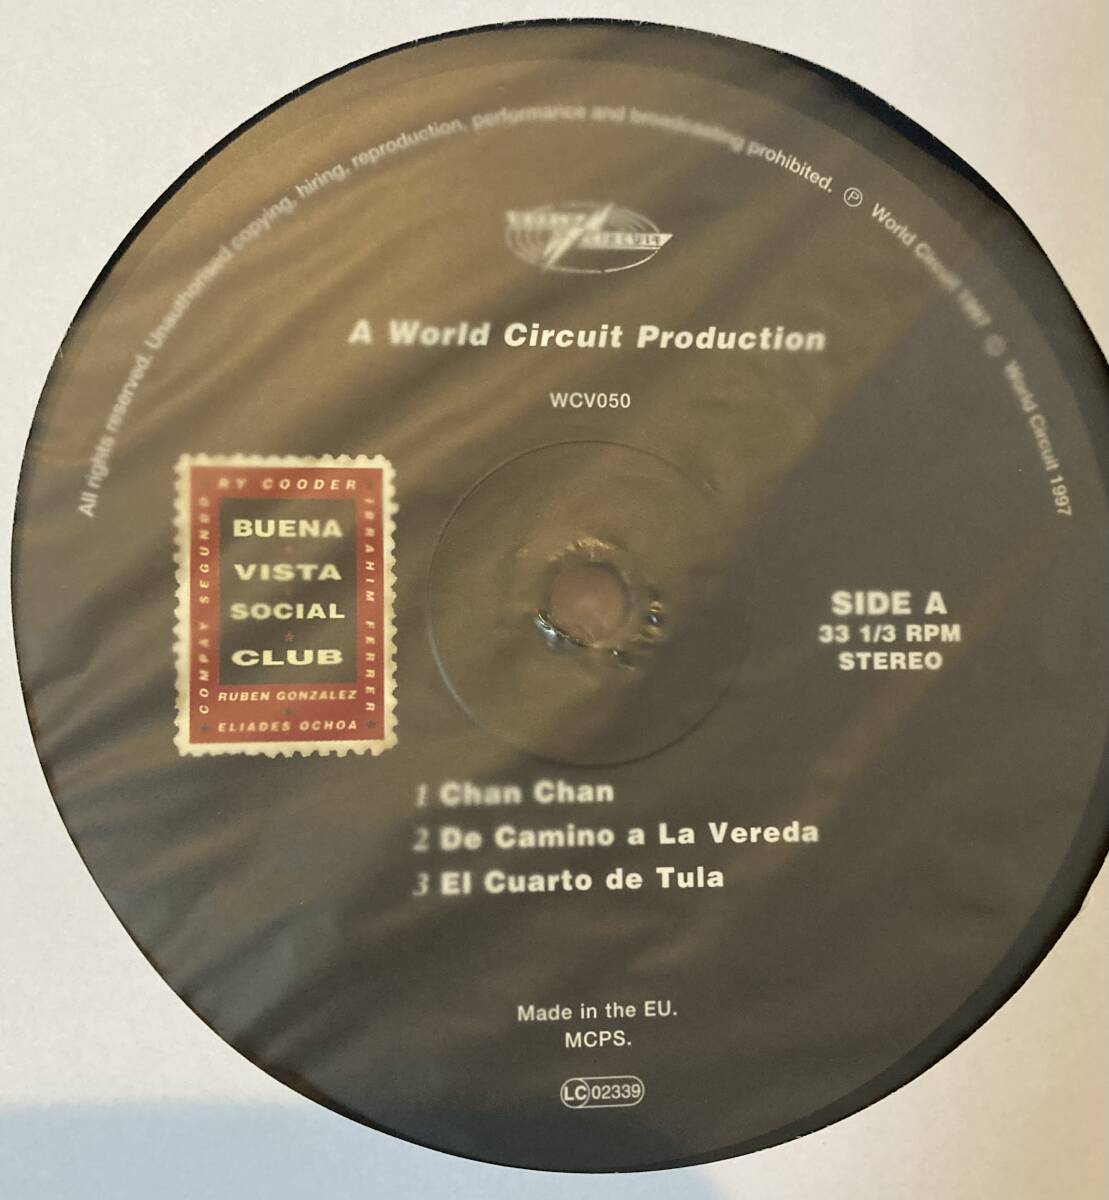 All rights reserved. Unauthorised copying, hiring, reproduction, performance and broadcasting prohibited. ℗ World Circuit 1997 © World Circuit 1997
CIRCUIT
A World Circuit Production
WCV050
RY COODER
COMPAY SEGUNDO
IBRAHIM FERRER
BUENA
VISTA
SOCIAL
CLUB
RUBEN GONZALEZ
ELIADES OCHOA
SIDE A
33 1/3 RPM
STEREO
1 Chan Chan
2 De Camino a La Vereda
3 El Cuarto de Tula
Made in the EU.
MCPS.
LC 02339